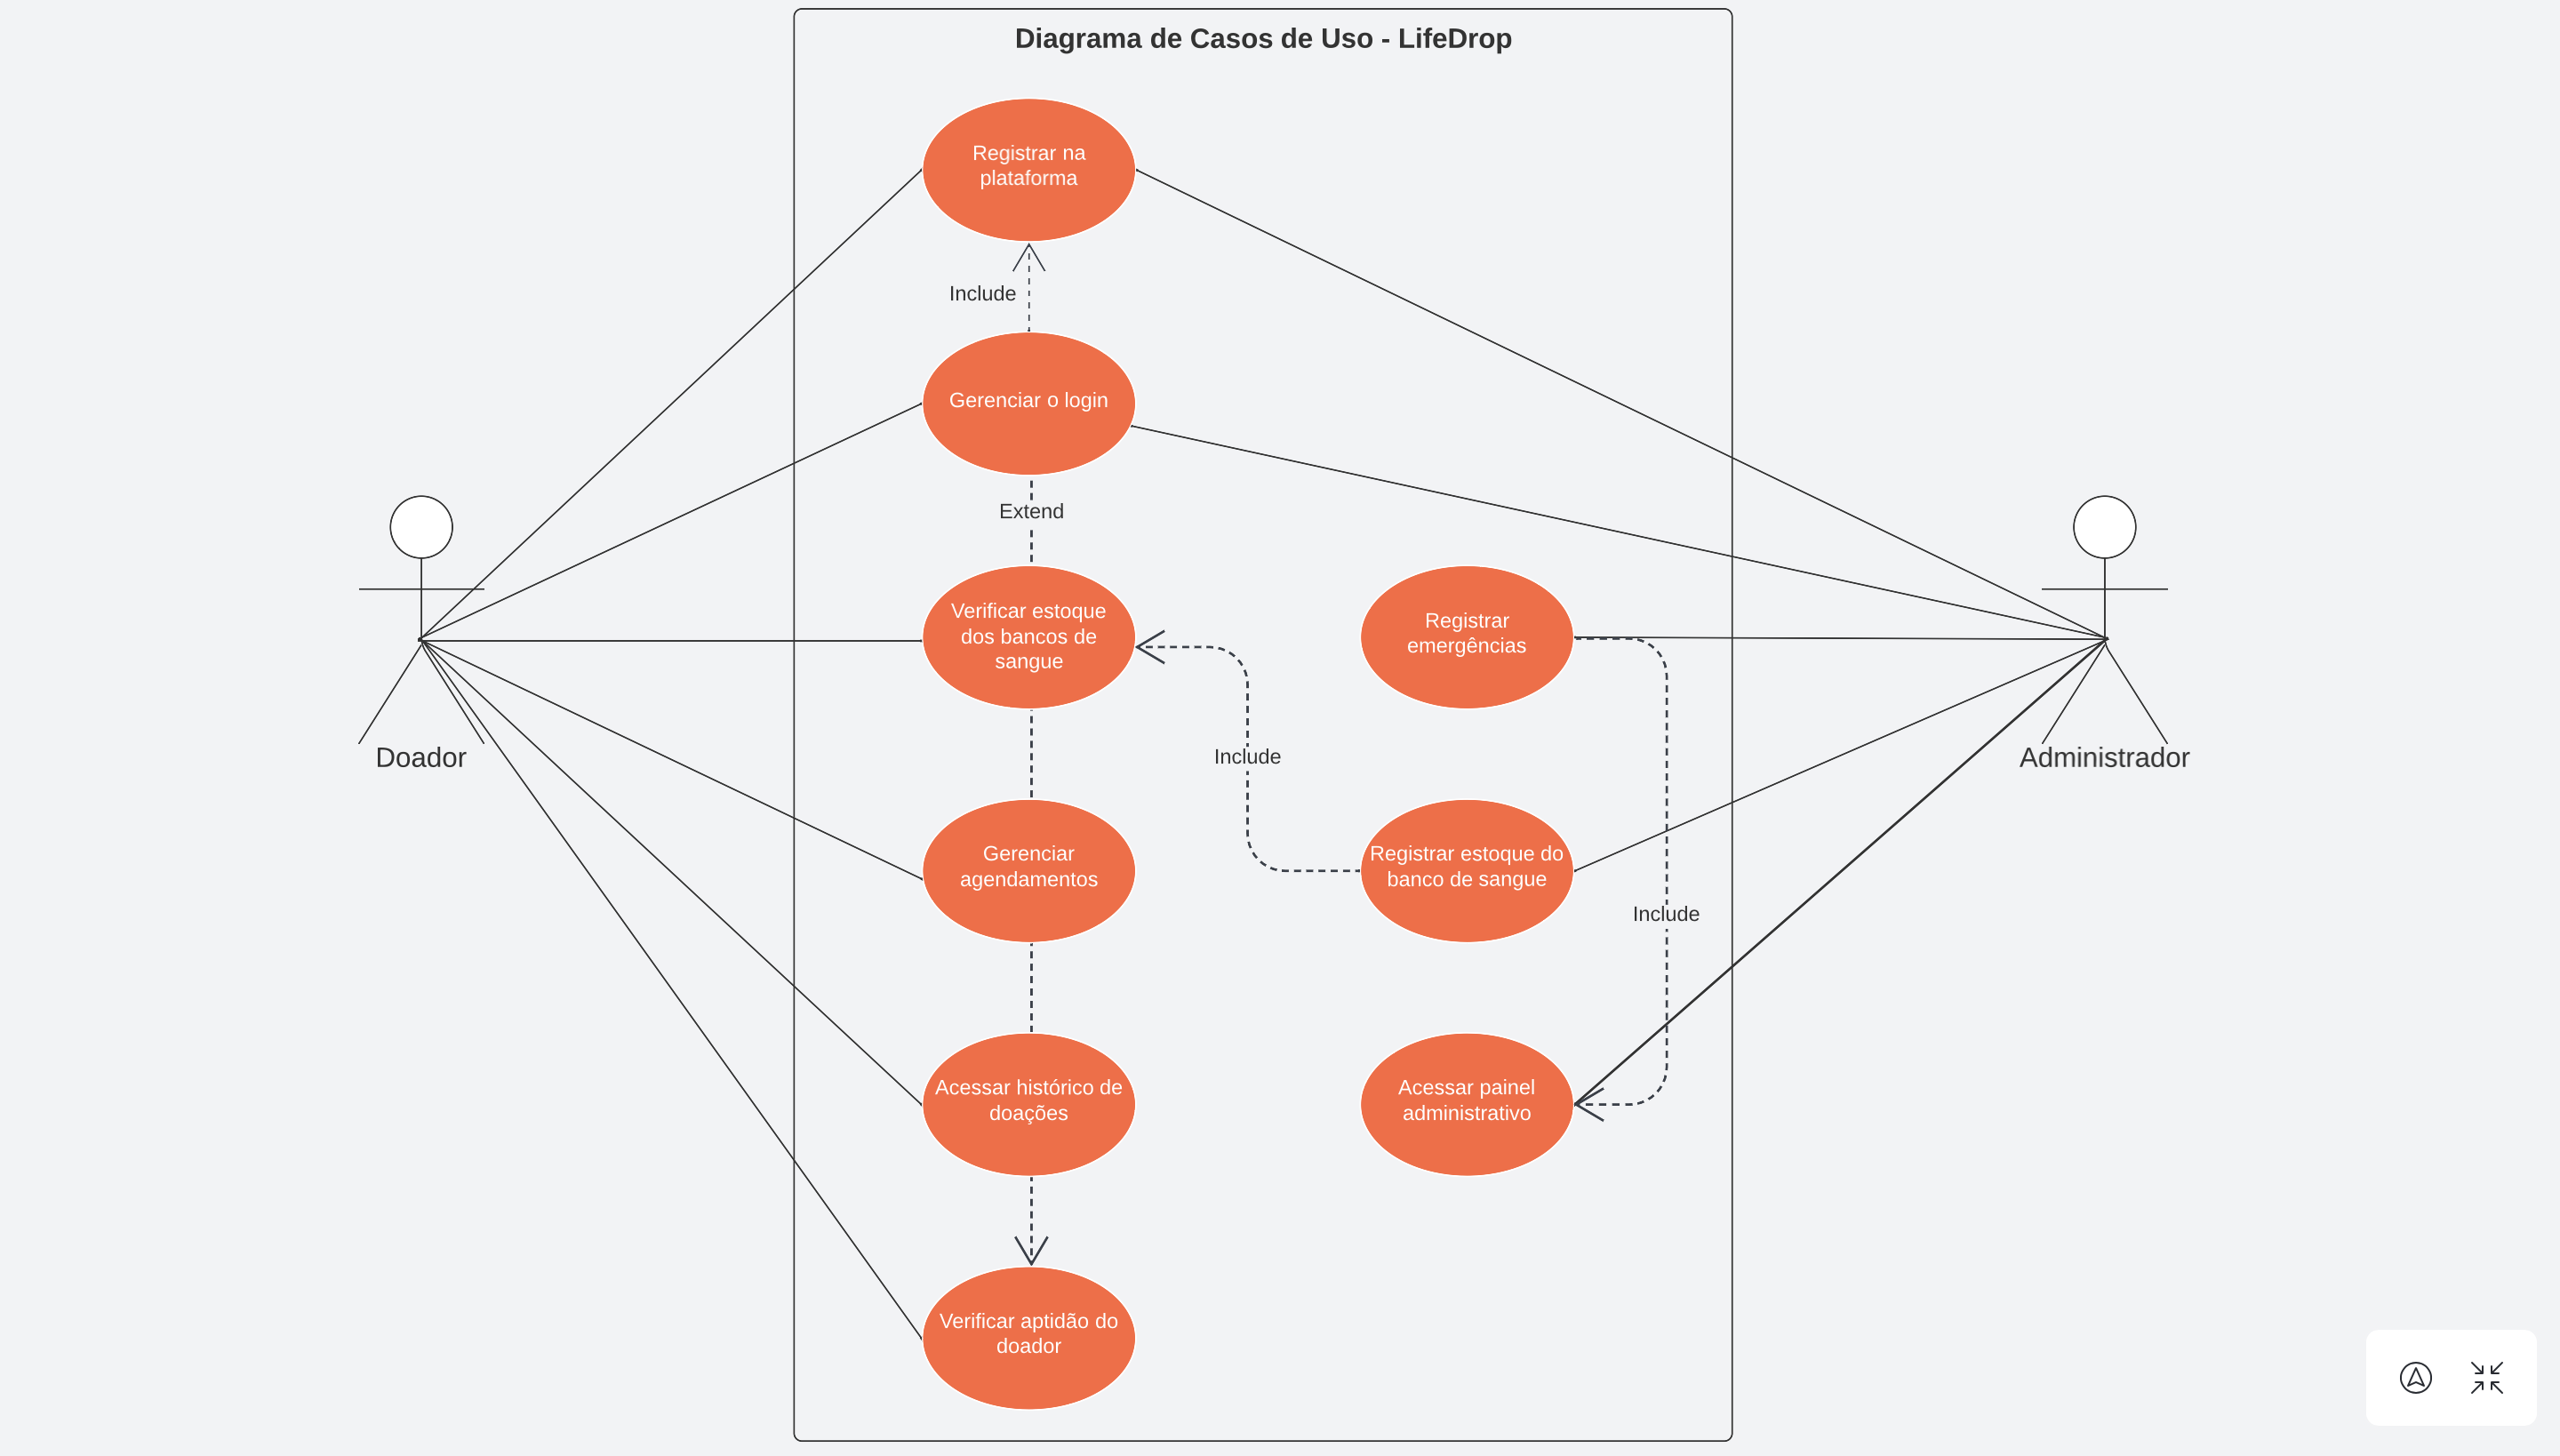 Diagrama de Casos de Uso - LifeDrop
Registrar na
plataforma
Include
Gerenciar o login
Extend
Verificar estoque
dos bancos de
sangue
Registrar
emergências
Doador
Administrador
Include
Gerenciar
agendamentos
Registrar estoque do
banco de sangue
Include
Acessar histórico de
doações
Acessar painel
administrativo
Verificar aptidão do
doador